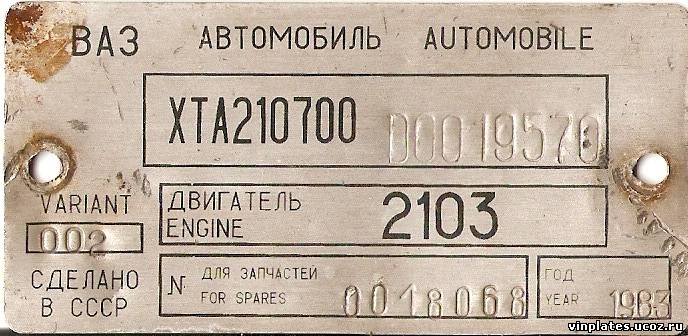 ВАЗ АВТОМОБИЛЬ AUTOMOBILE
XTA210700 D0019570
VARIANT
002
ДВИГАТЕЛЬ
ENGINE
2103
СДЕЛАНО
В СССР
№ ДЛЯ ЗАПЧАСТЕЙ
FOR SPARES
0018068
ГОД
YEAR
1983
vinplates.ucoz.ru